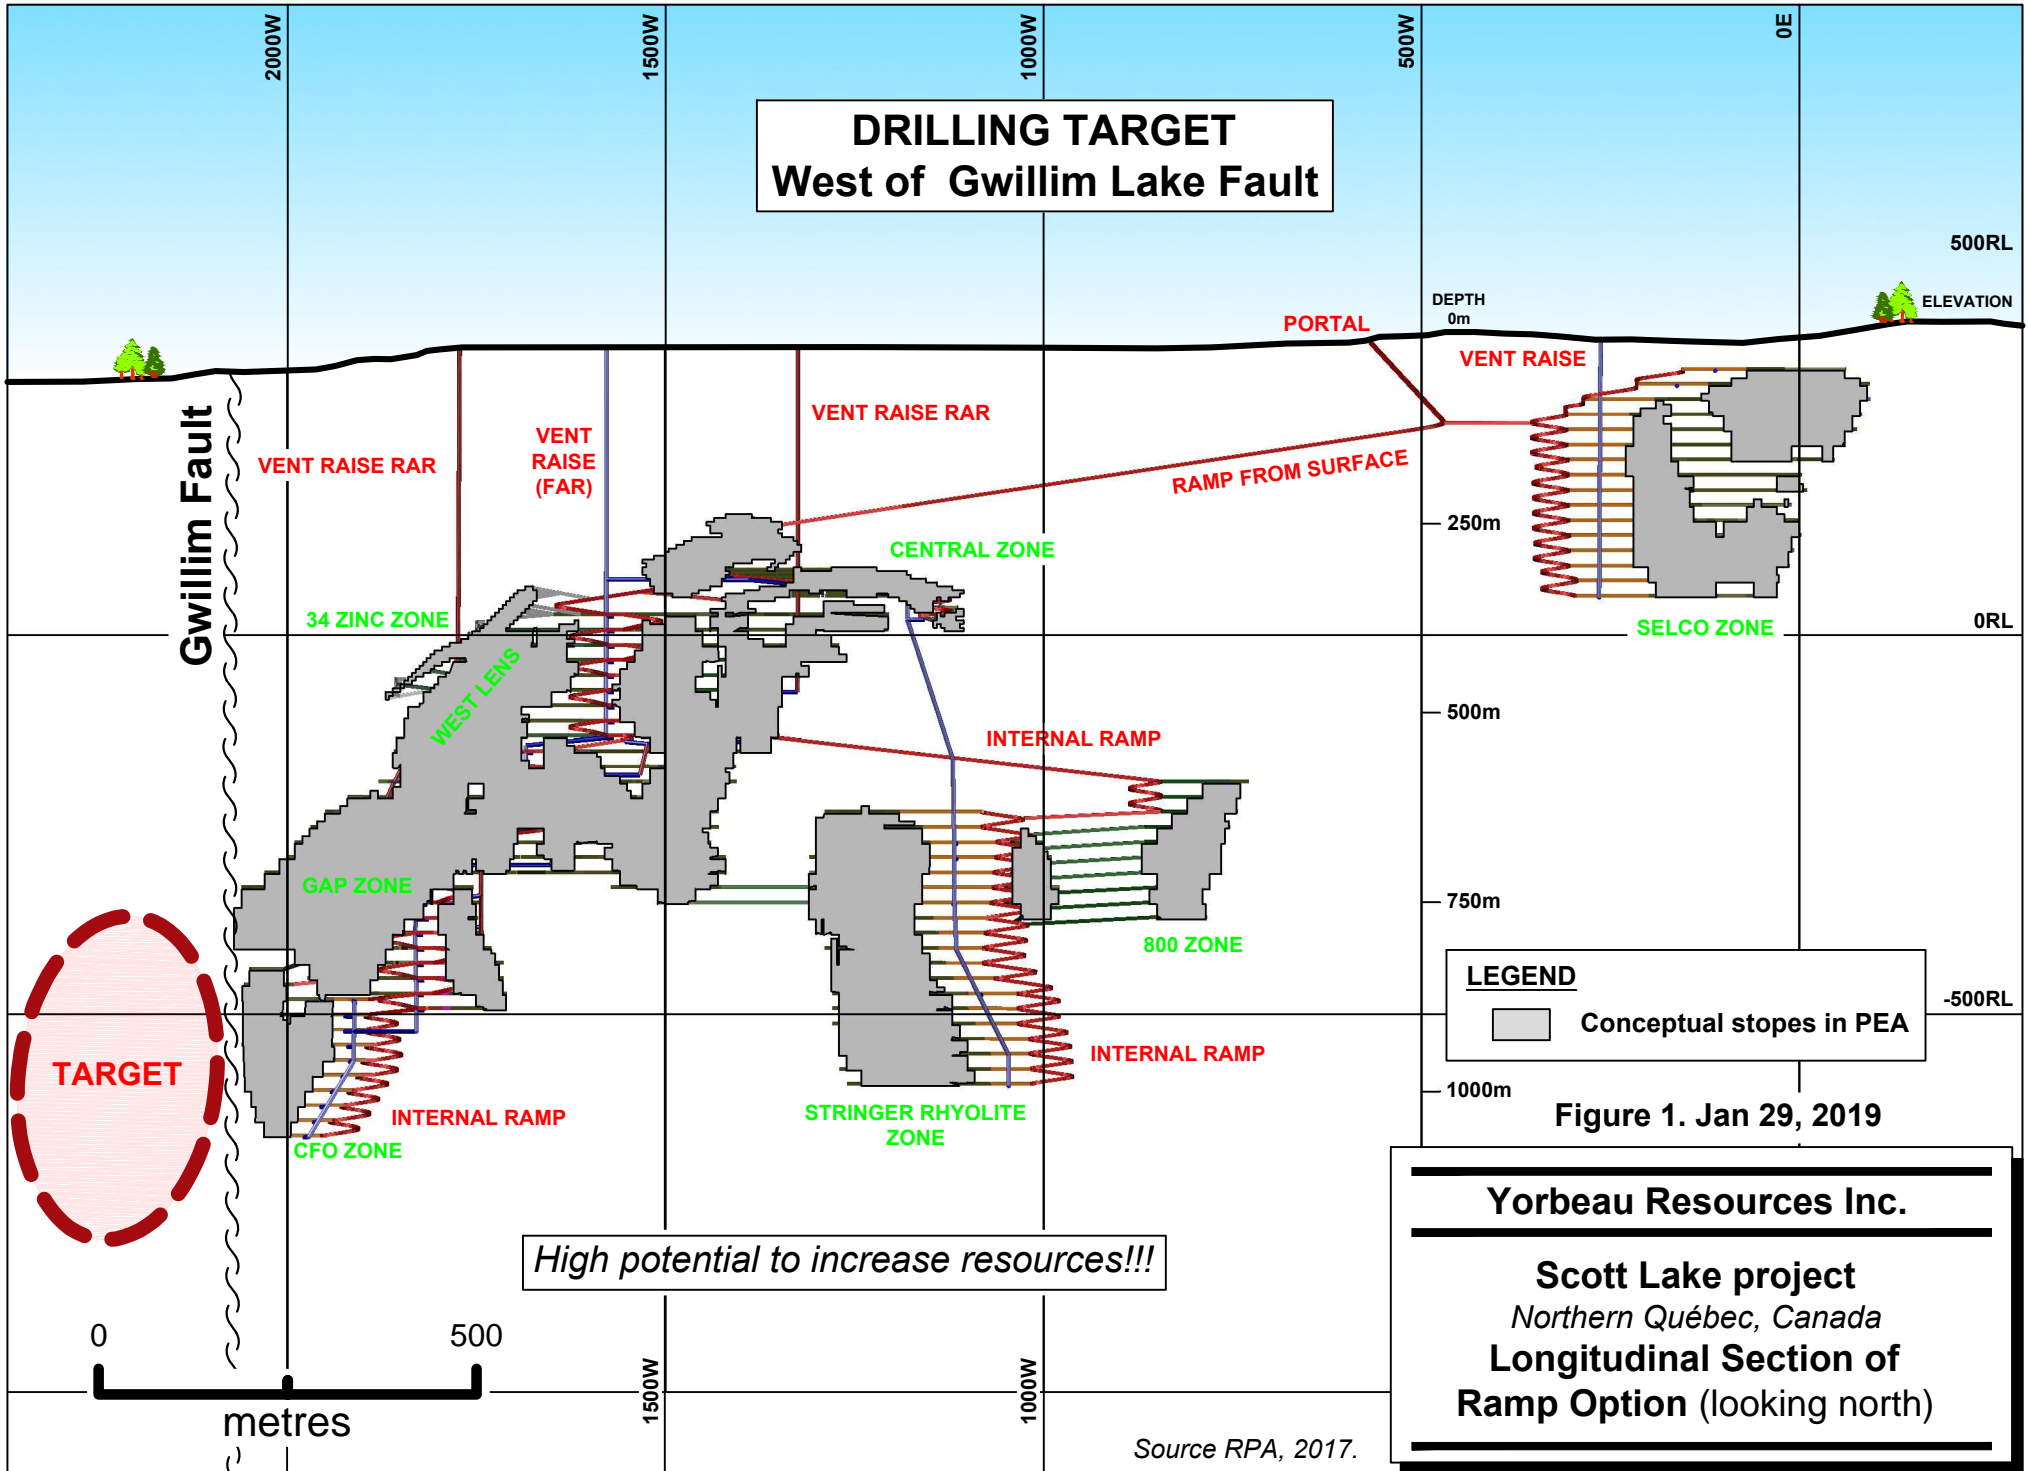 2000W
1500W
1000W
500W
0E
DRILLING TARGET
West of Gwillim Lake Fault
500RL
DEPTH
0m
ELEVATION
PORTAL
VENT RAISE
Gwillim Fault
VENT RAISE RAR
VENT
RAISE
(FAR)
VENT RAISE RAR
RAMP FROM SURFACE
250m
CENTRAL ZONE
34 ZINC ZONE
0RL
SELCO ZONE
WEST LENS
500m
INTERNAL RAMP
GAP ZONE
750m
800 ZONE
LEGEND
Conceptual stopes in PEA
-500RL
TARGET
INTERNAL RAMP
1000m
INTERNAL RAMP
STRINGER RHYOLITE
ZONE
CFO ZONE
Figure 1. Jan 29, 2019
Yorbeau Resources Inc.
Scott Lake project
Northern Québec, Canada
Longitudinal Section of
Ramp Option (looking north)
High potential to increase resources!!!
0 500
metres
1500W
1000W
Source RPA, 2017.